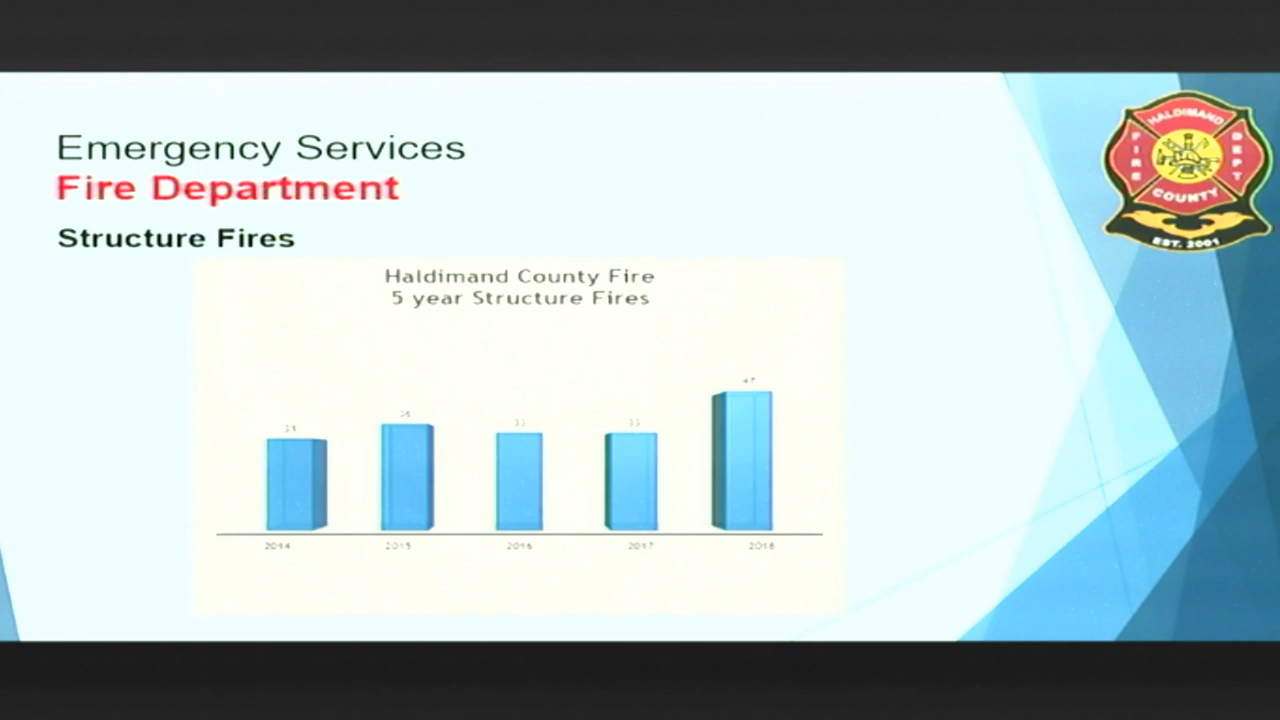 Emergency Services
Fire Department
Structure Fires
Haldimand County Fire
5 year Structure Fires
47
33
33
2014
2015
2016
2017
2018
HALDIMAND
FIRE
DEPT
COUNTY
EST. 2001